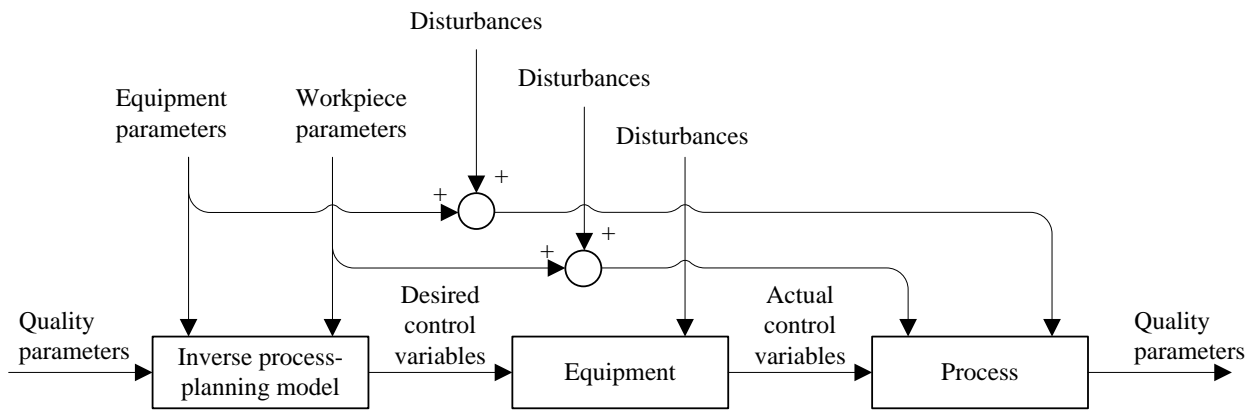 Disturbances
Disturbances
Equipment
parameters
Workpiece
parameters
Disturbances
+
+
+
+
Quality
parameters
Desired
control
variables
Actual
control
variables
Quality
parameters
Inverse process-
planning model
Equipment
Process